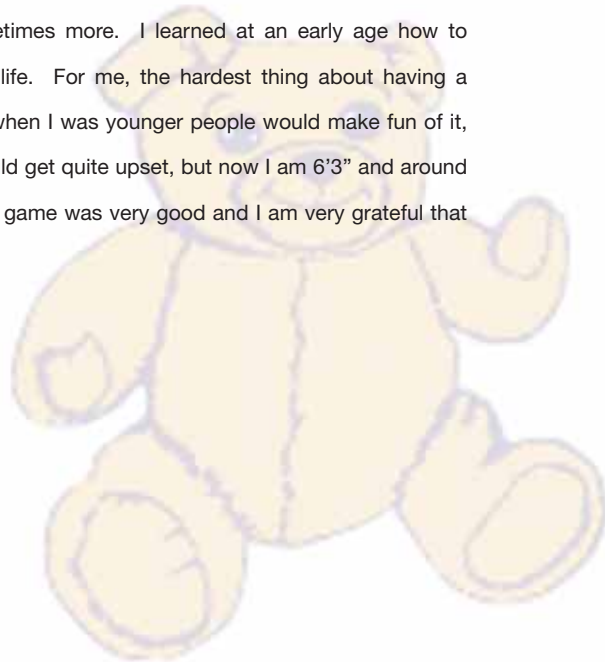 etimes more. I learned at an early age how to
life. For me, the hardest thing about having a
when I was younger people would make fun of it,
ld get quite upset, but now I am 6’3” and around
game was very good and I am very grateful that